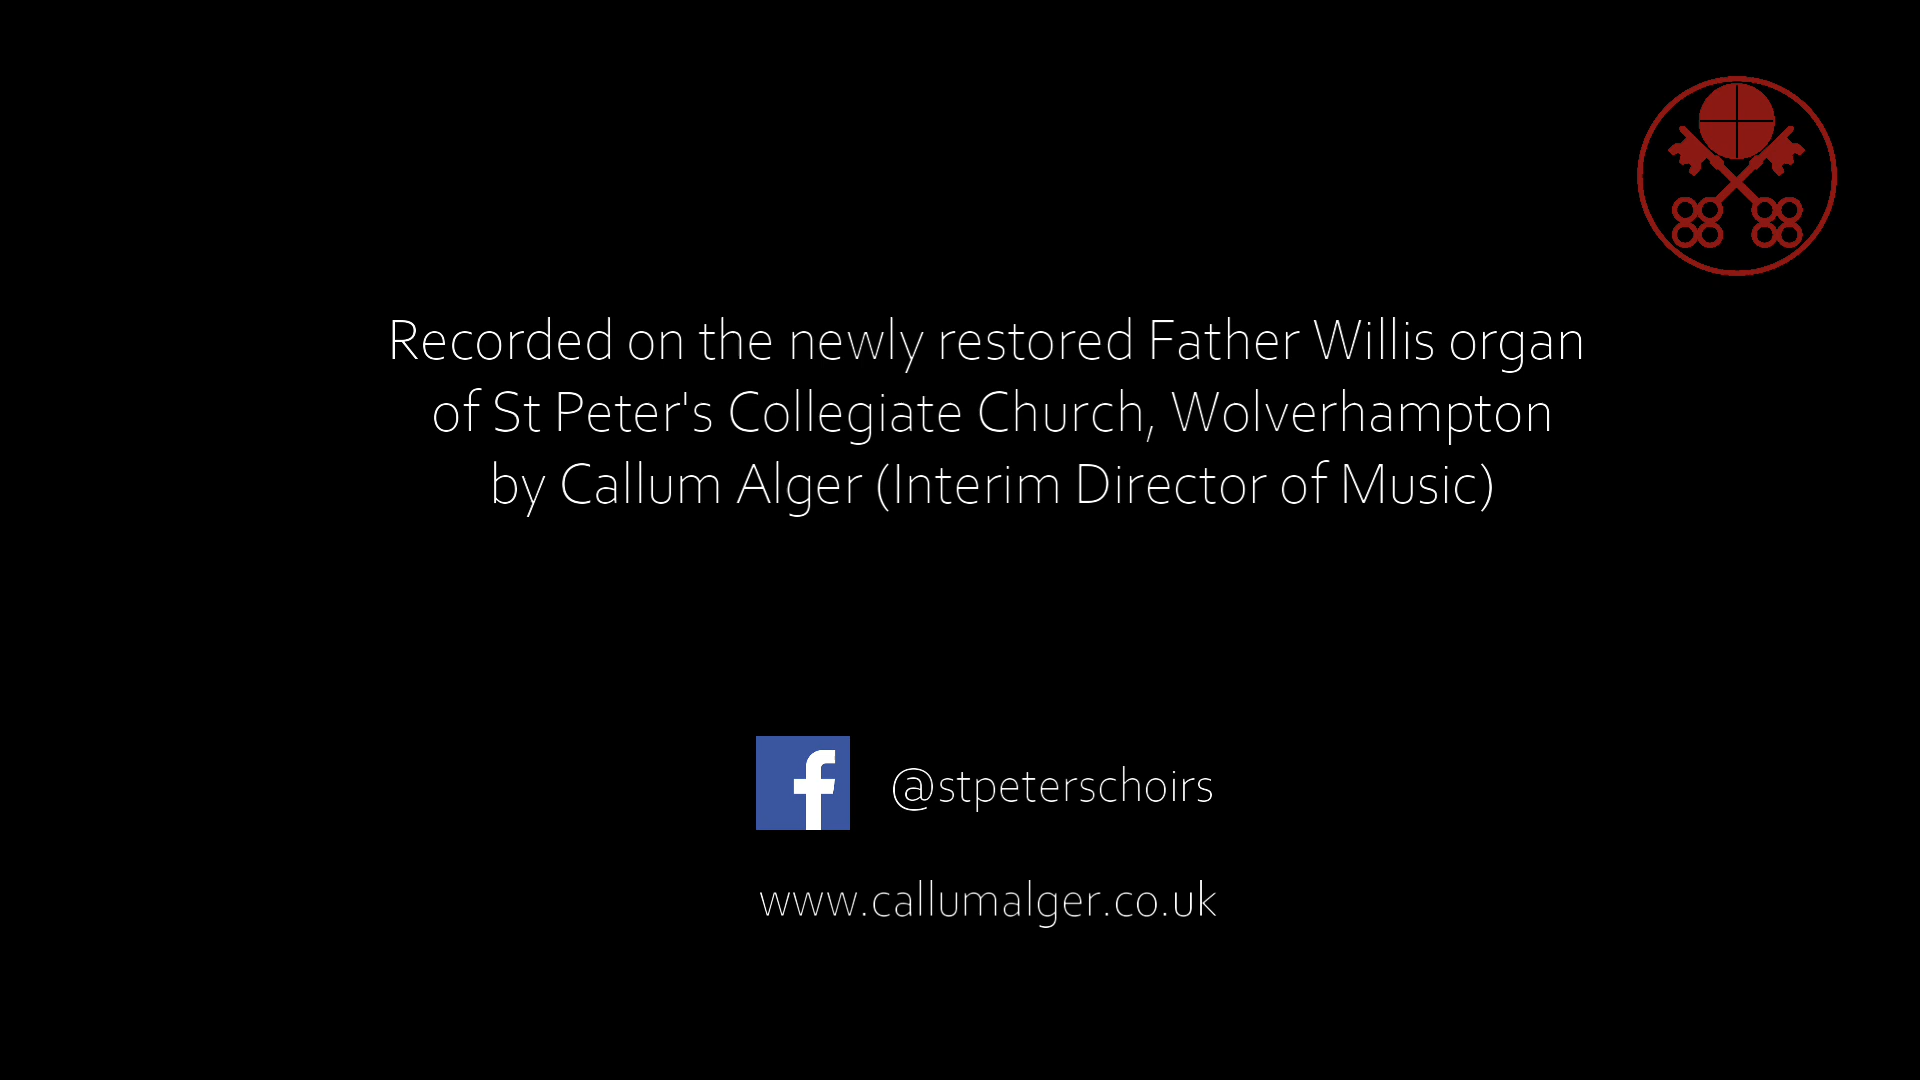 Recorded on the newly restored Father Willis organ
of St Peter's Collegiate Church, Wolverhampton
by Callum Alger (Interim Director of Music)
@stpeterschoirs
www.callumalger.co.uk